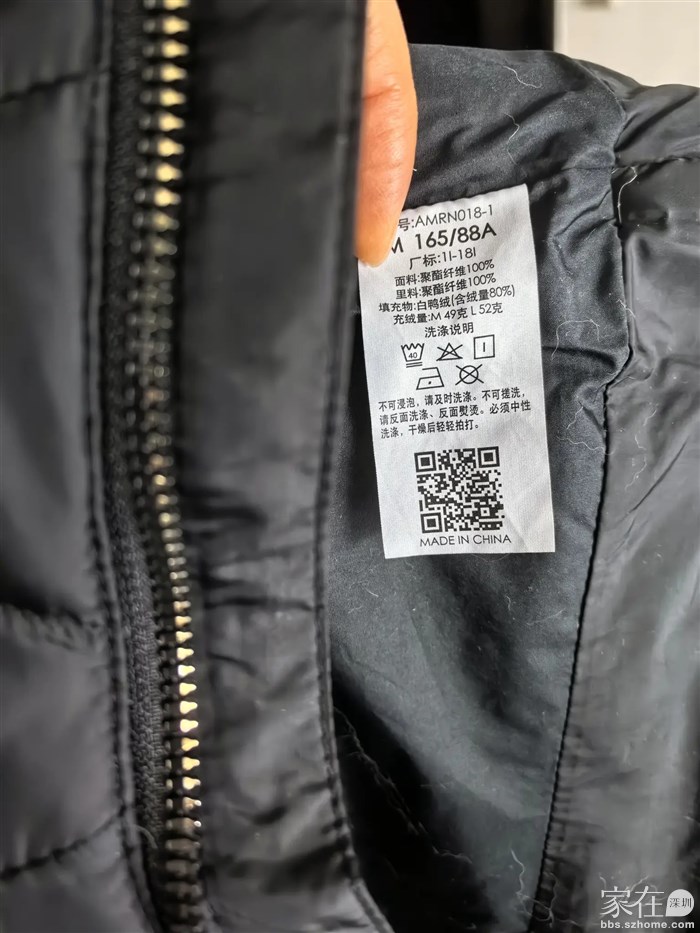 号:AMRN018-1
M 165/88A
厂标:1I-18I
面料:聚酯纤维100%
里料:聚酯纤维100%
填充物:白鸭绒(含绒量80%)
充绒量:M 49克 L 52克
洗涤说明
40
不可浸泡，请及时洗涤。不可搓洗，
请反面洗涤、反面熨烫。必须中性
洗涤，干燥后轻轻拍打。
MADE IN CHINA
家在深圳
bbs.szhome.com